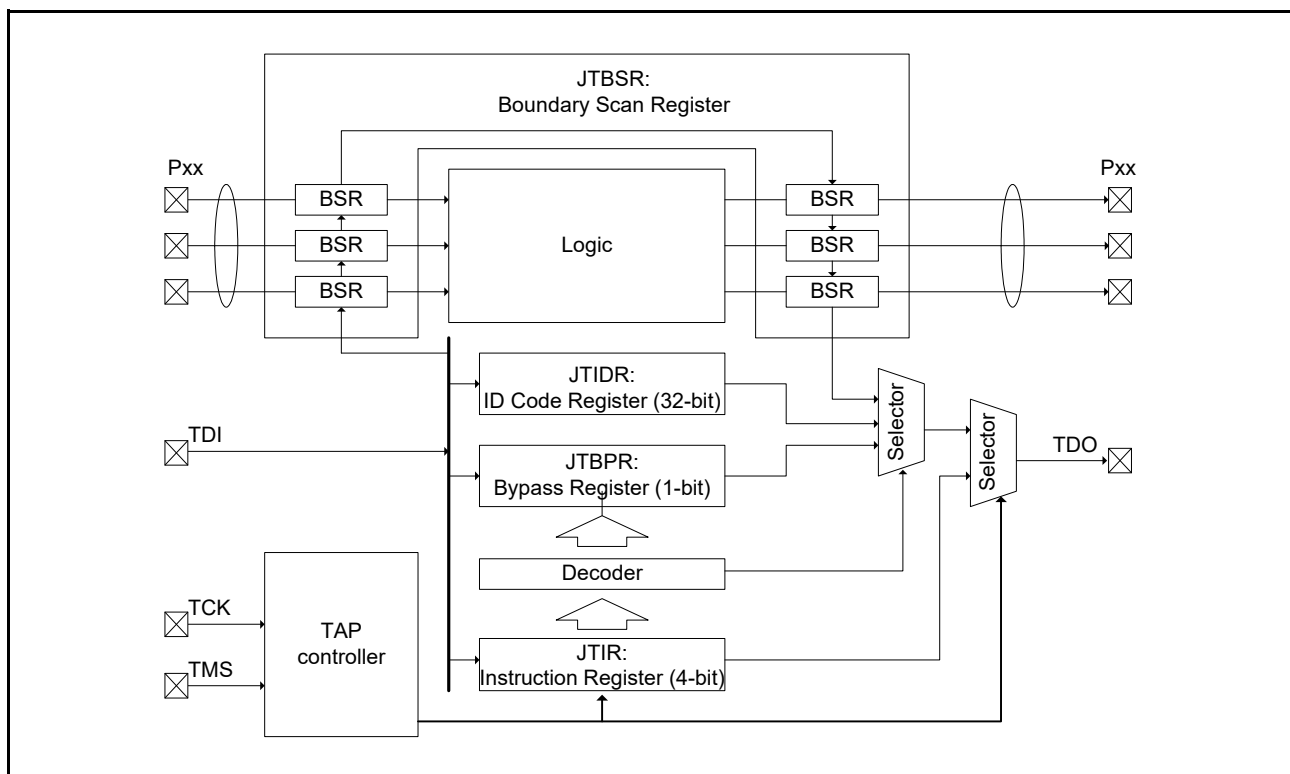 JTBSR:
Boundary Scan Register
Pxx
Pxx
BSR
BSR
BSR
Logic
BSR
BSR
BSR
JTIDR:
ID Code Register (32-bit)
Selector
Selector
TDI
TDO
JTBPR:
Bypass Register (1-bit)
Decoder
TCK
TMS
TAP
controller
JTIR:
Instruction Register (4-bit)